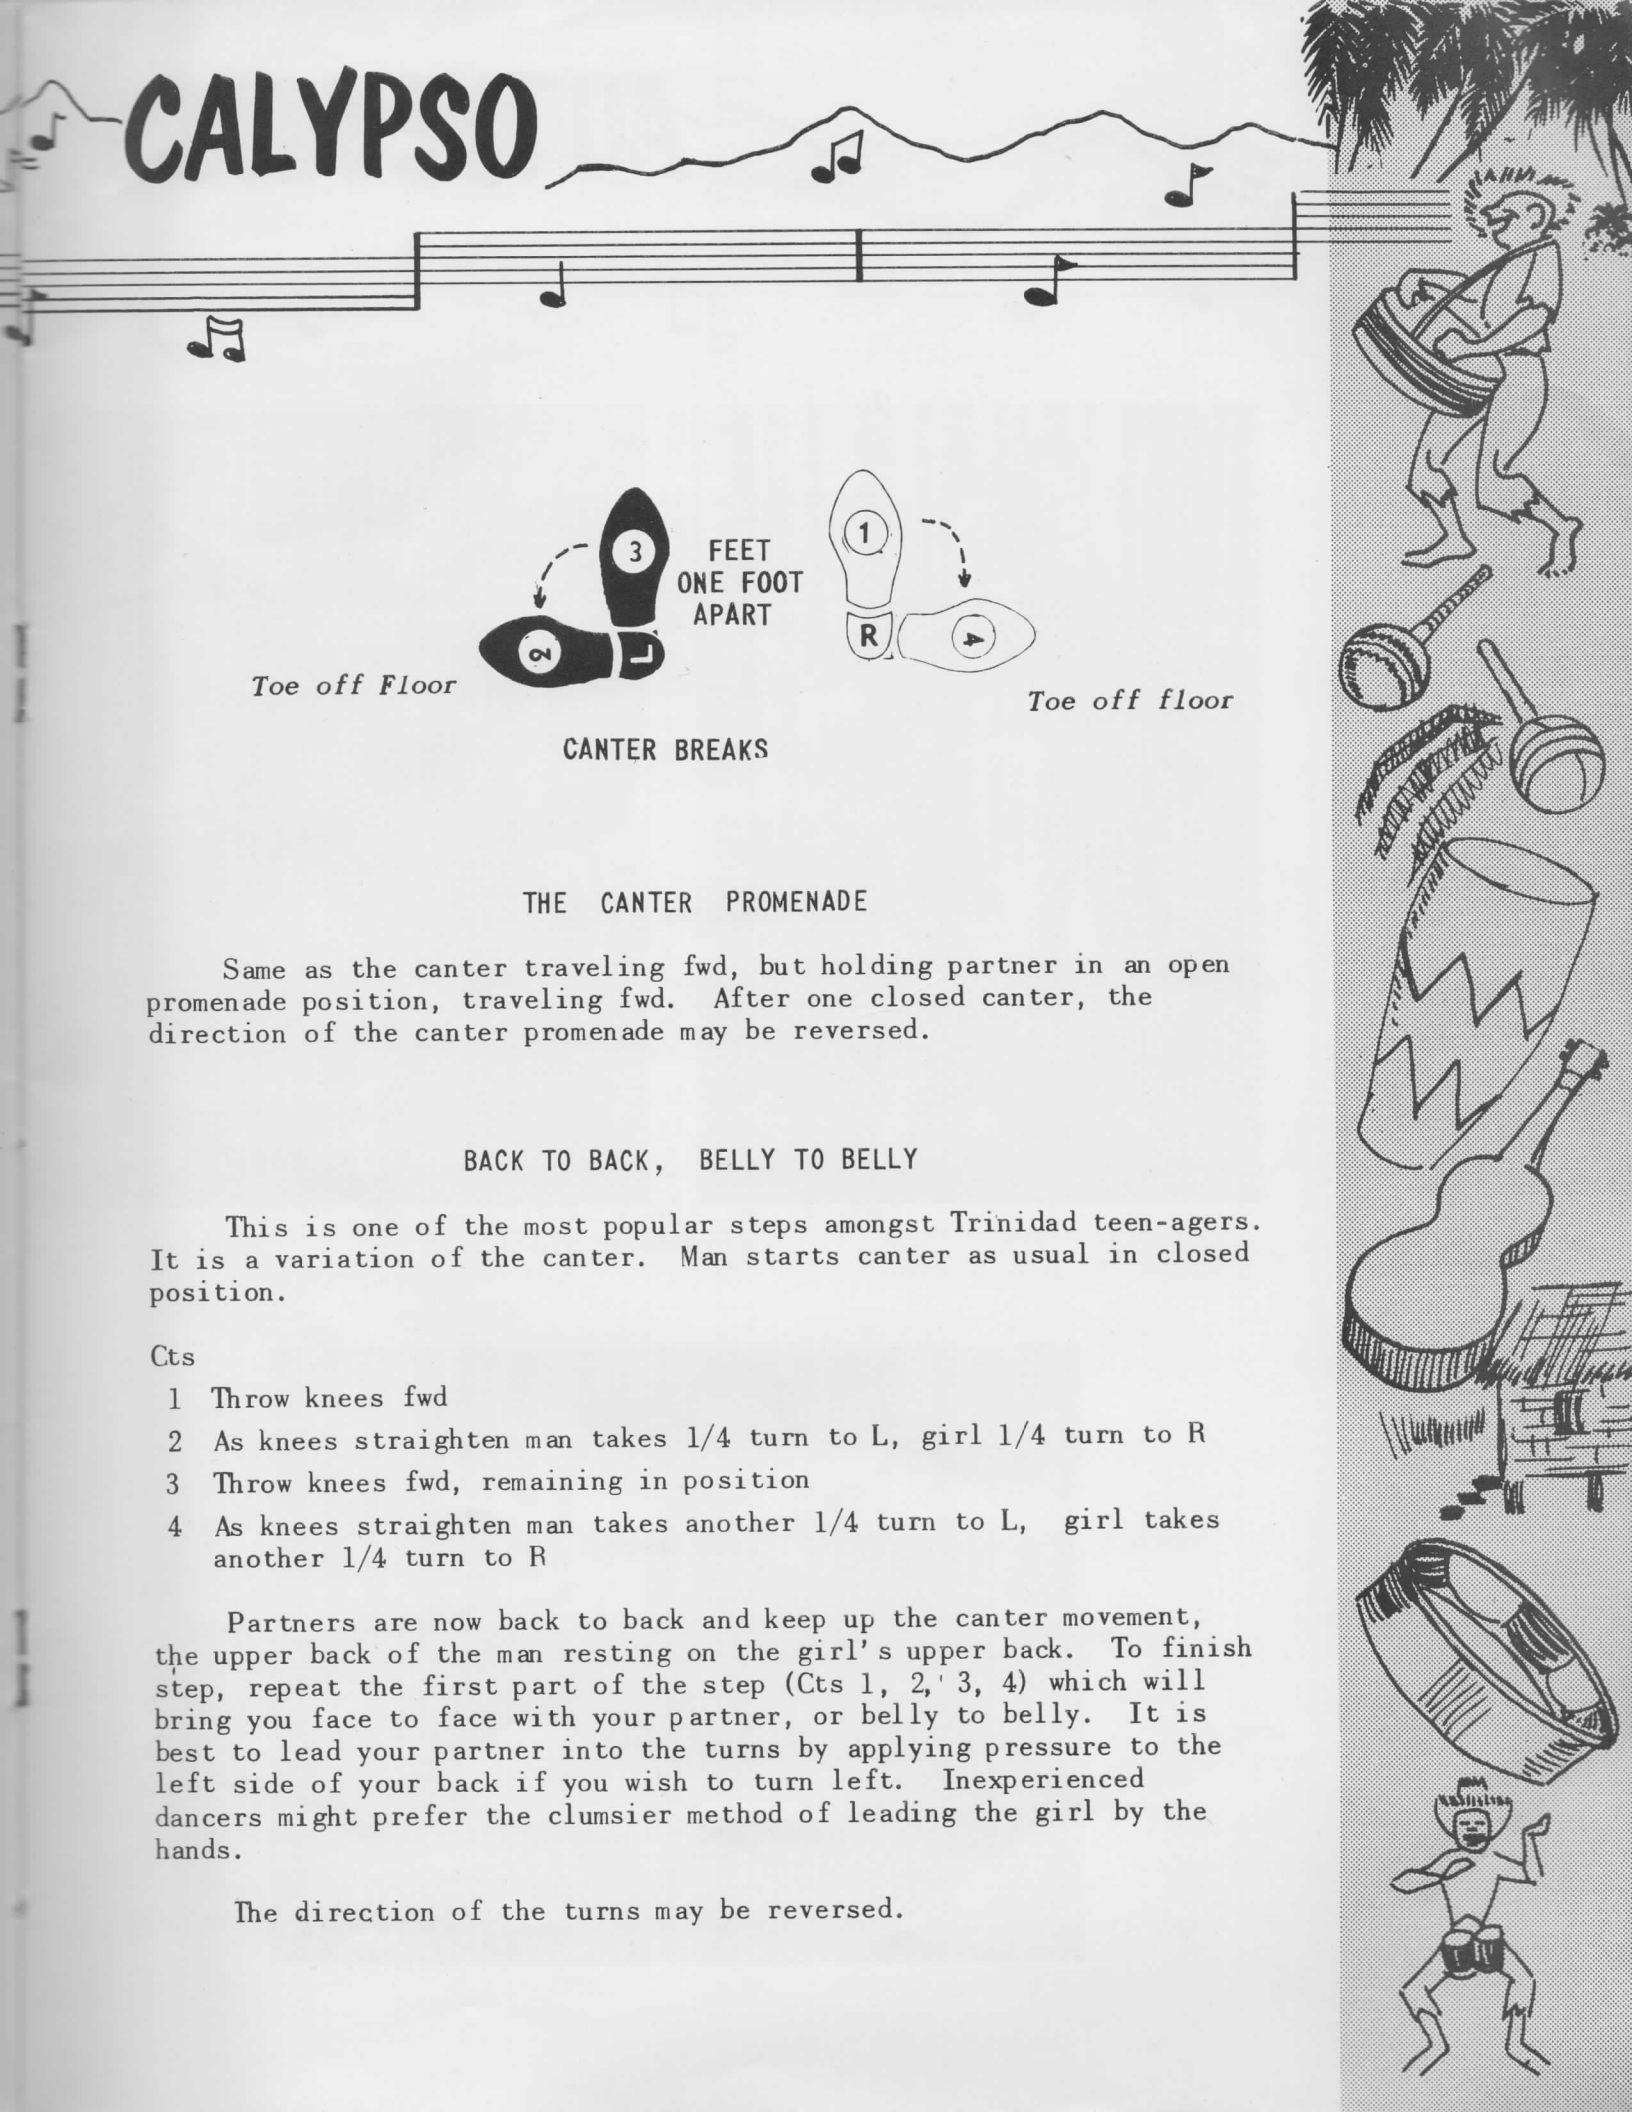 CALYPSO
3
FEET
ONE FOOT
APART
1
2
L
R
4
Toe off Floor
Toe off floor
CANTER BREAKS
THE CANTER PROMENADE
Same as the canter traveling fwd, but holding partner in an open
promenade position, traveling fwd. After one closed canter, the
direction of the canter promenade may be reversed.
BACK TO BACK, BELLY TO BELLY
This is one of the most popular steps amongst Trinidad teen-agers.
It is a variation of the canter. Man starts canter as usual in closed
position.
Cts
1 Throw knees fwd
2 As knees straighten man takes 1/4 turn to L, girl 1/4 turn to R
3 Throw knees fwd, remaining in position
4 As knees straighten man takes another 1/4 turn to L, girl takes
another 1/4 turn to R
Partners are now back to back and keep up the canter movement,
the upper back of the man resting on the girl's upper back. To finish
step, repeat the first part of the step (Cts 1, 2, 3, 4) which will
bring you face to face with your partner, or belly to belly. It is
best to lead your partner into the turns by applying pressure to the
left side of your back if you wish to turn left. Inexperienced
dancers might prefer the clumsier method of leading the girl by the
hands.
The direction of the turns may be reversed.